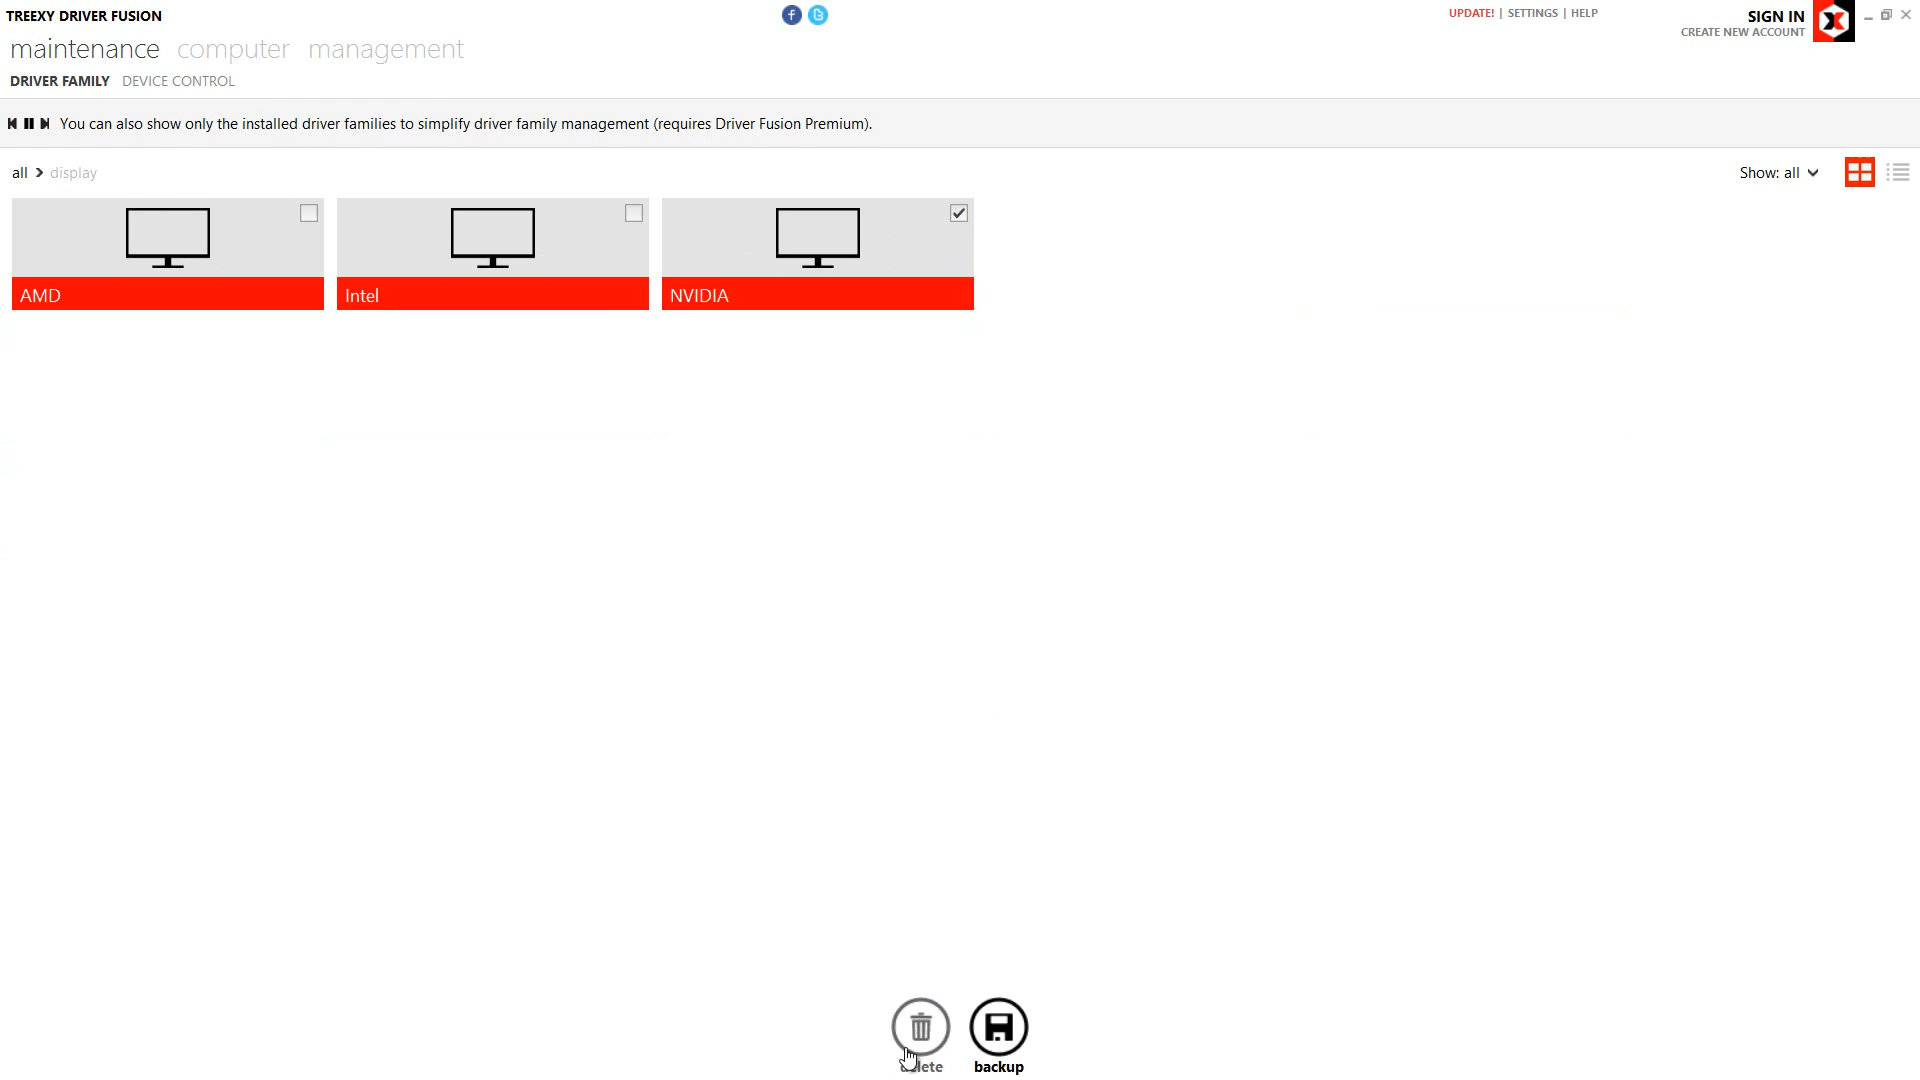 TREEXY DRIVER FUSION
UPDATE! | SETTINGS | HELP
SIGN IN
CREATE NEW ACCOUNT
maintenance computer management
DRIVER FAMILY DEVICE CONTROL
You can also show only the installed driver families to simplify driver family management (requires Driver Fusion Premium).
all > display
Show: all
AMD
Intel
NVIDIA
delete
backup